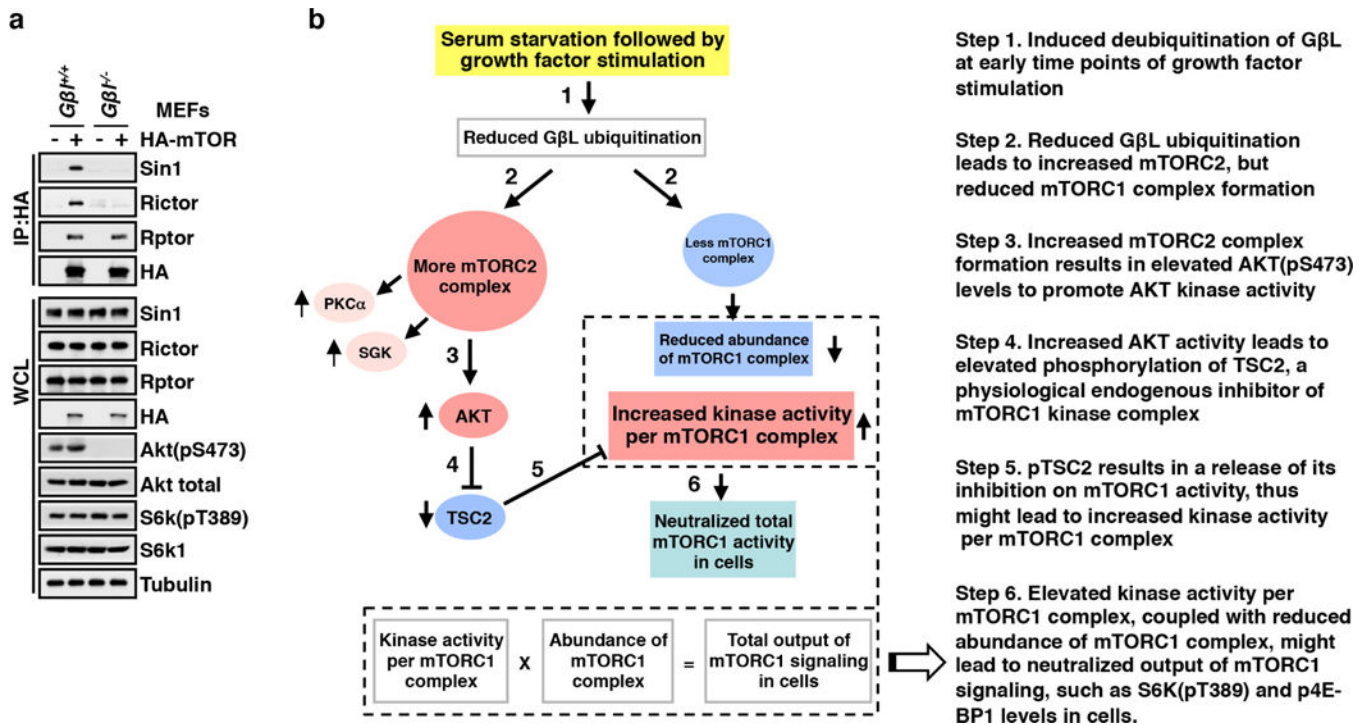 a
Gβl+/+
Gβl-/-
MEFs
- + - + HA-mTOR
IP:HA
Sin1
Rictor
Rptor
HA
WCL
Sin1
Rictor
Rptor
HA
Akt(pS473)
Akt total
S6k(pT389)
S6k1
Tubulin
b
Serum starvation followed by
growth factor stimulation
1
Reduced GβL ubiquitination
2
2
More mTORC2
complex
Less mTORC1
complex
PKCα
SGK
3
AKT
4
TSC2
5
Reduced abundance
of mTORC1 complex
Increased kinase activity
per mTORC1 complex
6
Neutralized total
mTORC1 activity
in cells
Kinase activity
per mTORC1
complex
X
Abundance of
mTORC1
complex
=
Total output of
mTORC1 signaling
in cells
Step 1. Induced deubiquitination of GβL
at early time points of growth factor
stimulation
Step 2. Reduced GβL ubiquitination
leads to increased mTORC2, but
reduced mTORC1 complex formation
Step 3. Increased mTORC2 complex
formation results in elevated AKT(pS473)
levels to promote AKT kinase activity
Step 4. Increased AKT activity leads to
elevated phosphorylation of TSC2, a
physiological endogenous inhibitor of
mTORC1 kinase complex
Step 5. pTSC2 results in a release of its
inhibition on mTORC1 activity, thus
might lead to increased kinase activity
per mTORC1 complex
Step 6. Elevated kinase activity per
mTORC1 complex, coupled with reduced
abundance of mTORC1 complex, might
lead to neutralized output of mTORC1
signaling, such as S6K(pT389) and p4E-
BP1 levels in cells.